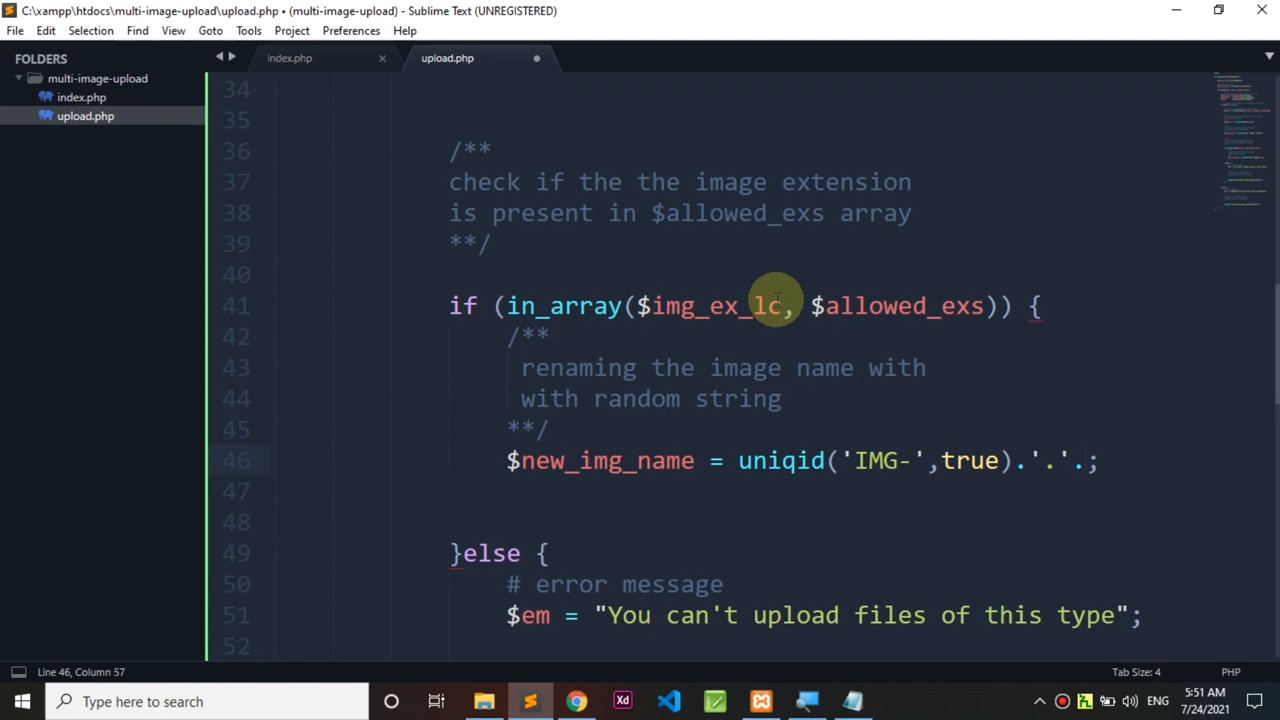 C:\xampp\htdocs\multi-image-upload\upload.php • (multi-image-upload) - Sublime Text (UNREGISTERED)
File Edit Selection Find View Goto Tools Project Preferences Help
FOLDERS
multi-image-upload
index.php
upload.php
index.php
upload.php
34
35
36 /**
37 check if the the image extension
38 is present in $allowed_exs array
39 **/
40
41 if (in_array($img_ex_lc, $allowed_exs)) {
42 /**
43 renaming the image name with
44 with random string
45 **/
46 $new_img_name = uniqid('IMG-',true).'.'.;
47
48
49 }else {
50 # error message
51 $em = "You can't upload files of this type";
52
Line 46, Column 57
Tab Size: 4
PHP
Type here to search
Xd
ENG
5:51 AM
7/24/2021